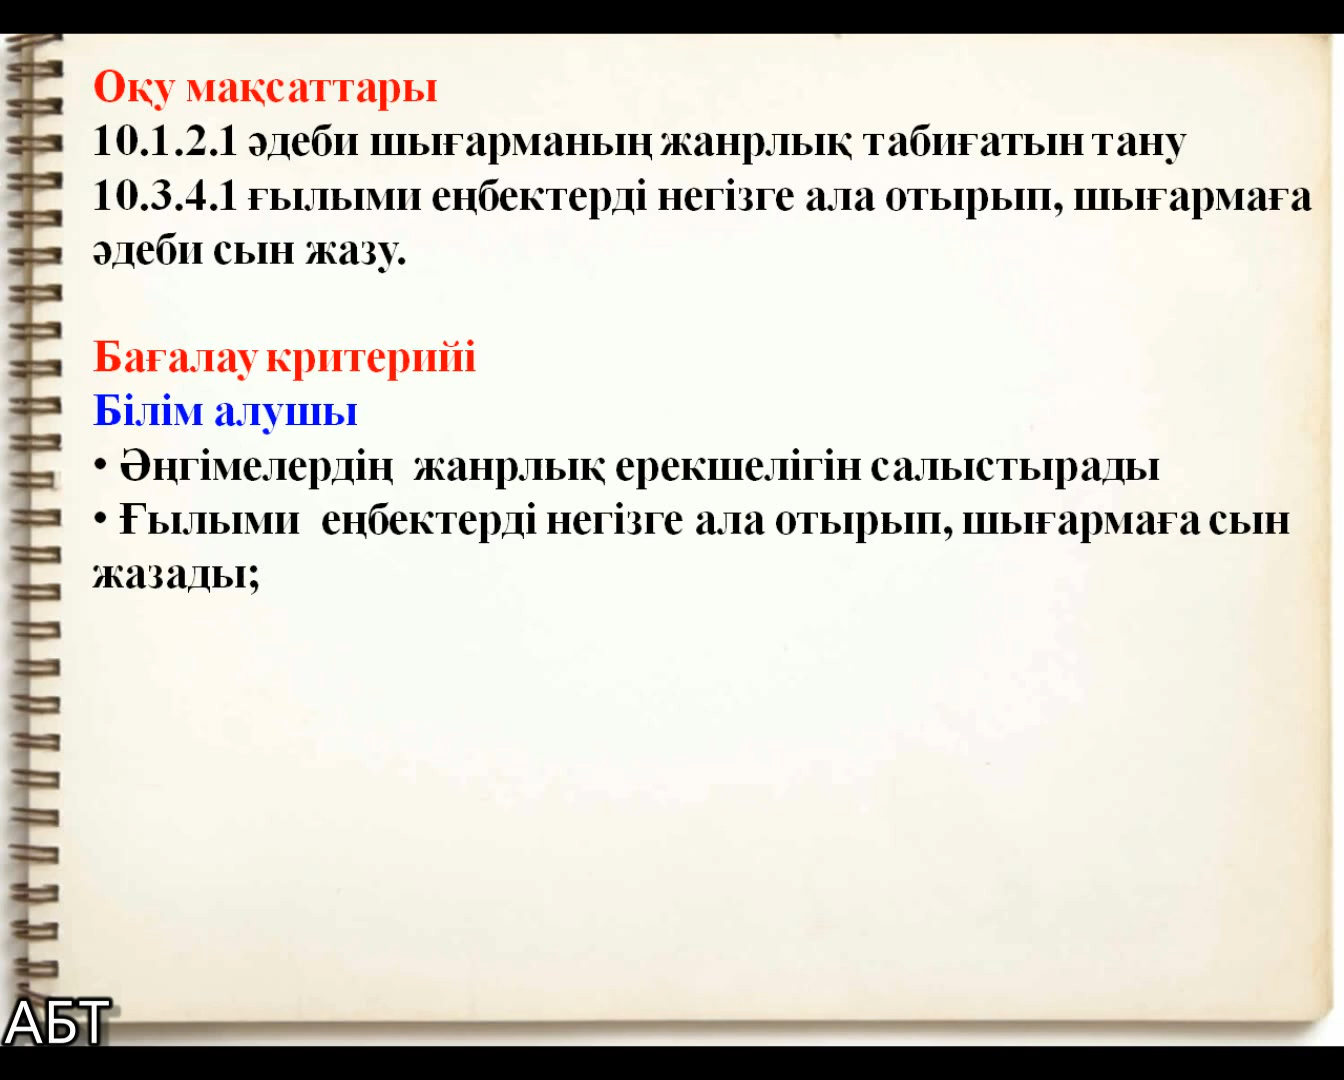 Оқу мақсаттары
10.1.2.1 әдеби шығарманың жанрлық табиғатын тану
10.3.4.1 ғылыми еңбектерді негізге ала отырып, шығармаға
әдеби сын жазу.
Бағалау критерийі
Білім алушы
• Әңгімелердің жанрлық ерекшелігін салыстырады
• Ғылыми еңбектерді негізге ала отырып, шығармаға сын
жазады;
АБТ